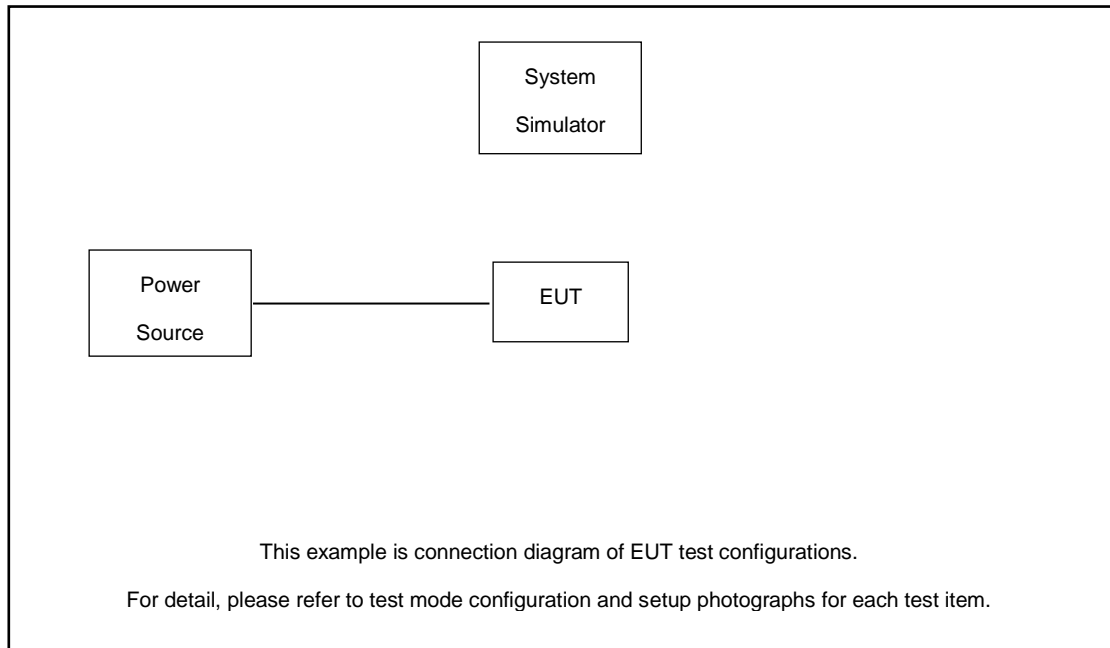 System
Simulator
Power
Source
EUT
This example is connection diagram of EUT test configurations.
For detail, please refer to test mode configuration and setup photographs for each test item.